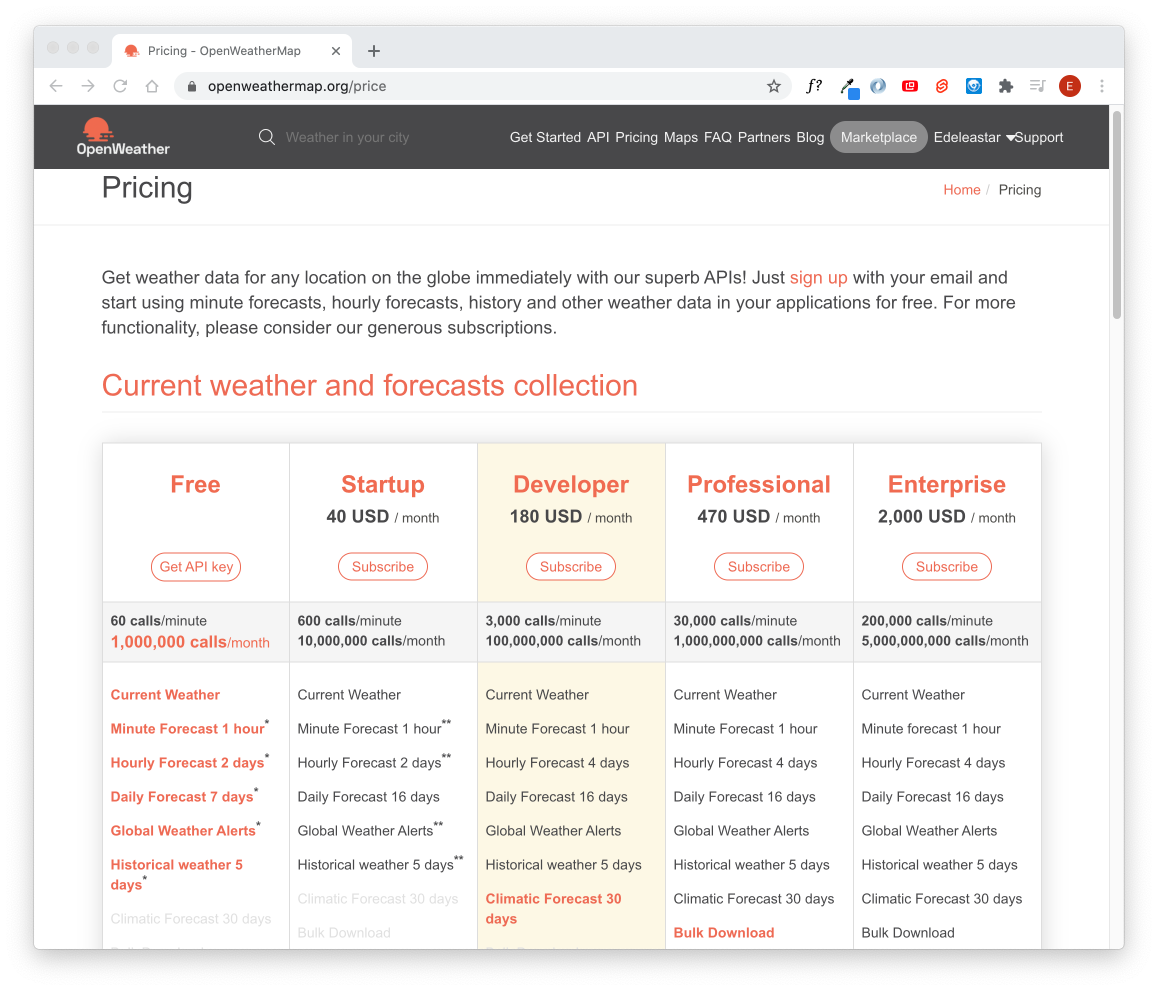 Pricing - OpenWeatherMap
openweathermap.org/price
f?
E
OpenWeather
Weather in your city
Get Started API Pricing Maps FAQ Partners Blog Marketplace Edeleastar Support
Pricing
Home / Pricing
Get weather data for any location on the globe immediately with our superb APIs! Just sign up with your email and
start using minute forecasts, hourly forecasts, history and other weather data in your applications for free. For more
functionality, please consider our generous subscriptions.
Current weather and forecasts collection
Free
Get API key
60 calls/minute
1,000,000 calls/month
Current Weather
Minute Forecast 1 hour*
Hourly Forecast 2 days*
Daily Forecast 7 days*
Global Weather Alerts*
Historical weather 5
days*
Climatic Forecast 30 days
Startup
40 USD / month
Subscribe
600 calls/minute
10,000,000 calls/month
Current Weather
Minute Forecast 1 hour**
Hourly Forecast 2 days**
Daily Forecast 16 days
Global Weather Alerts**
Historical weather 5 days**
Climatic Forecast 30 days
Bulk Download
Developer
180 USD / month
Subscribe
3,000 calls/minute
100,000,000 calls/month
Current Weather
Minute Forecast 1 hour
Hourly Forecast 4 days
Daily Forecast 16 days
Global Weather Alerts
Historical weather 5 days
Climatic Forecast 30
days
Professional
470 USD / month
Subscribe
30,000 calls/minute
1,000,000,000 calls/month
Current Weather
Minute Forecast 1 hour
Hourly Forecast 4 days
Daily Forecast 16 days
Global Weather Alerts
Historical weather 5 days
Climatic Forecast 30 days
Bulk Download
Enterprise
2,000 USD / month
Subscribe
200,000 calls/minute
5,000,000,000 calls/month
Current Weather
Minute forecast 1 hour
Hourly Forecast 4 days
Daily Forecast 16 days
Global Weather Alerts
Historical weather 5 days
Climatic Forecast 30 days
Bulk Download